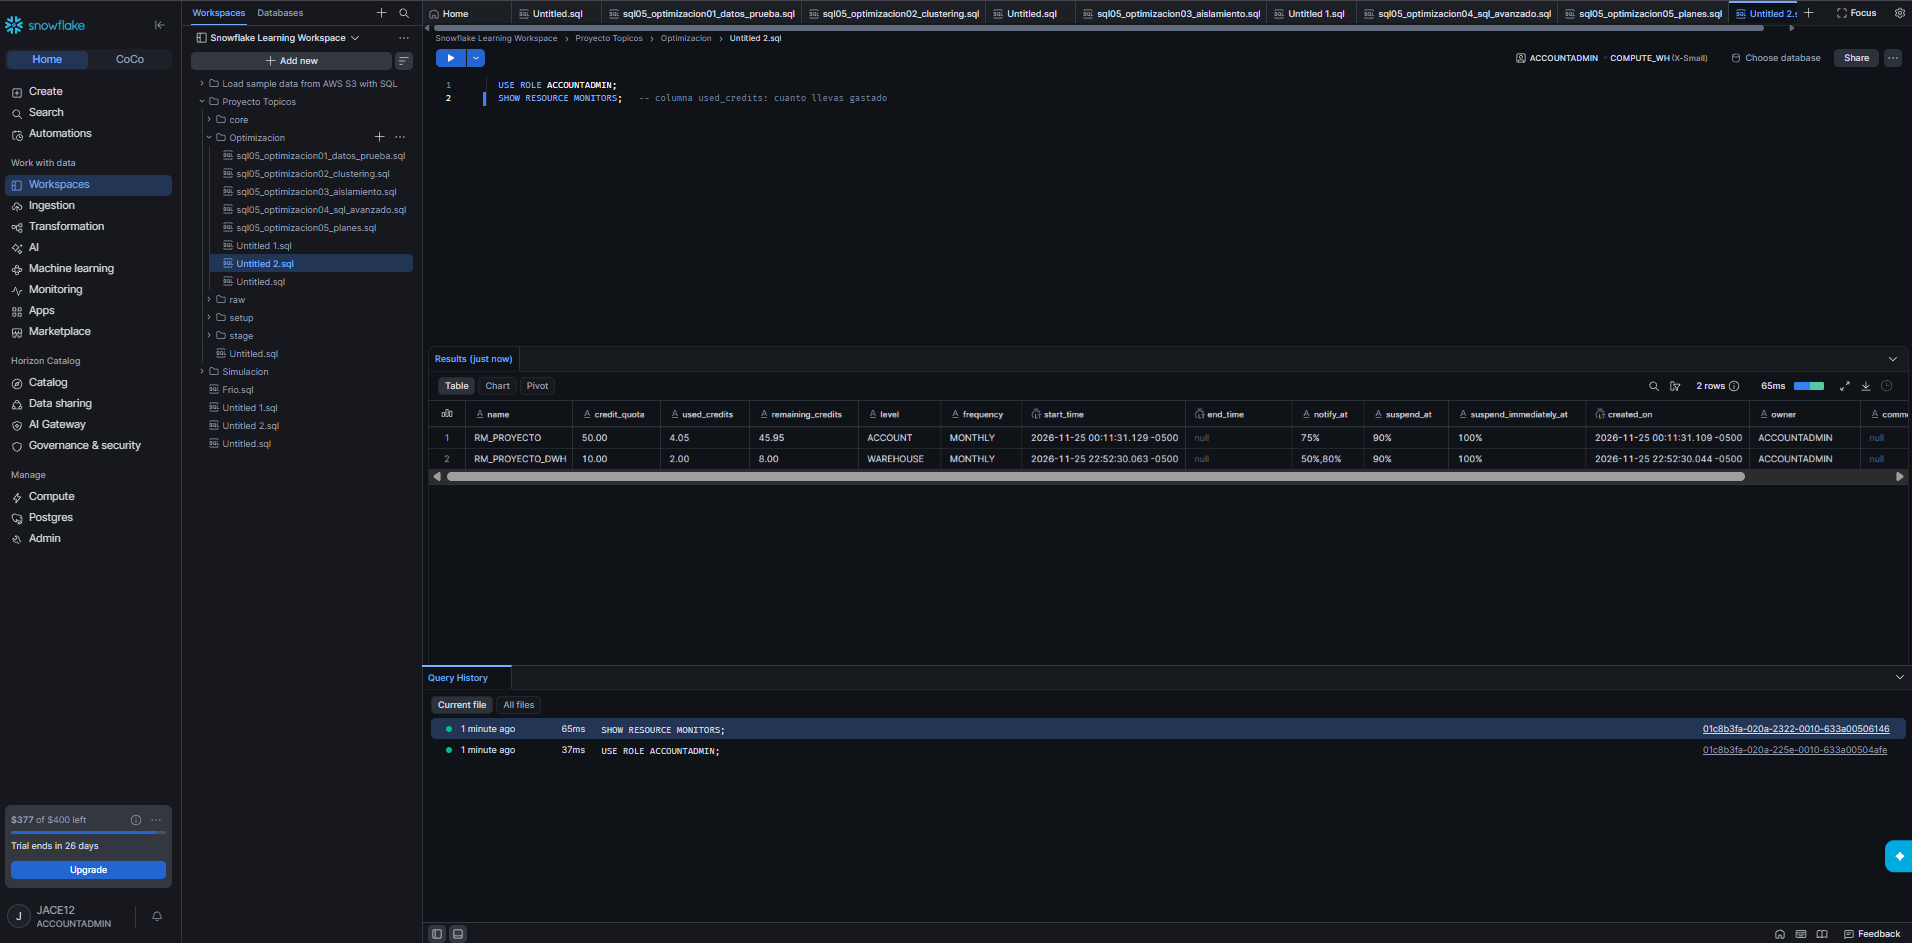 snowflake
Home
CoCo
Create
Search
Automations
Work with data
Workspaces
Ingestion
Transformation
AI
Machine learning
Monitoring
Apps
Marketplace
Horizon Catalog
Catalog
Data sharing
AI Gateway
Governance & security
Manage
Compute
Postgres
Admin
$377 of $400 left
Trial ends in 26 days
Upgrade
J
JACE12
ACCOUNTADMIN
Workspaces
Databases
Snowflake Learning Workspace
Add new
Load sample data from AWS S3 with SQL
Proyecto Topicos
core
Optimizacion
sql05_optimizacion01_datos_prueba.sql
sql05_optimizacion02_clustering.sql
sql05_optimizacion03_aislamiento.sql
sql05_optimizacion04_sql_avanzado.sql
sql05_optimizacion05_planes.sql
Untitled 1.sql
Untitled 2.sql
Untitled.sql
raw
setup
stage
Untitled.sql
Simulacion
Frio.sql
Untitled 1.sql
Untitled 2.sql
Untitled.sql
Home
Untitled.sql
sql05_optimizacion01_datos_prueba.sql
sql05_optimizacion02_clustering.sql
Untitled.sql
sql05_optimizacion03_aislamiento.sql
Untitled 1.sql
sql05_optimizacion04_sql_avanzado.sql
sql05_optimizacion05_planes.sql
Untitled 2.s
Focus
Snowflake Learning Workspace > Proyecto Topicos > Optimizacion > Untitled 2.sql
ACCOUNTADMIN · COMPUTE_WH (X-Small)
Choose database
Share
1 USE ROLE ACCOUNTADMIN;
2 SHOW RESOURCE MONITORS; -- columna used_credits: cuanto llevas gastado
Results (just now)
Table
Chart
Pivot
2 rows
65ms
name credit_quota used_credits remaining_credits level frequency start_time end_time notify_at suspend_at suspend_immediately_at created_on owner comme
1 RM_PROYECTO 50.00 4.05 45.95 ACCOUNT MONTHLY 2026-11-25 00:11:31.129 -0500 null 75% 90% 100% 2026-11-25 00:11:31.109 -0500 ACCOUNTADMIN null
2 RM_PROYECTO_DWH 10.00 2.00 8.00 WAREHOUSE MONTHLY 2026-11-25 22:52:30.063 -0500 null 50%,80% 90% 100% 2026-11-25 22:52:30.044 -0500 ACCOUNTADMIN null
Query History
Current file
All files
1 minute ago 65ms SHOW RESOURCE MONITORS; 01c8b3fa-020a-2322-0010-633a00506146
1 minute ago 37ms USE ROLE ACCOUNTADMIN; 01c8b3fa-020a-225e-0010-633a00504afe
Feedback